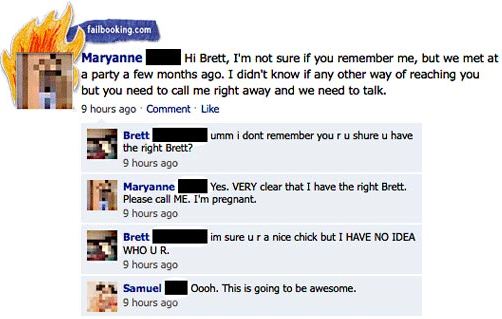 failbooking.com
Maryanne Hi Brett, I'm not sure if you remember me, but we met at
a party a few months ago. I didn't know if any other way of reaching you
but you need to call me right away and we need to talk.
9 hours ago · Comment · Like
Brett umm i dont remember you r u shure u have
the right Brett?
9 hours ago
Maryanne Yes. VERY clear that I have the right Brett.
Please call ME. I'm pregnant.
9 hours ago
Brett im sure u r a nice chick but I HAVE NO IDEA
WHO U R.
9 hours ago
Samuel Oooh. This is going to be awesome.
9 hours ago